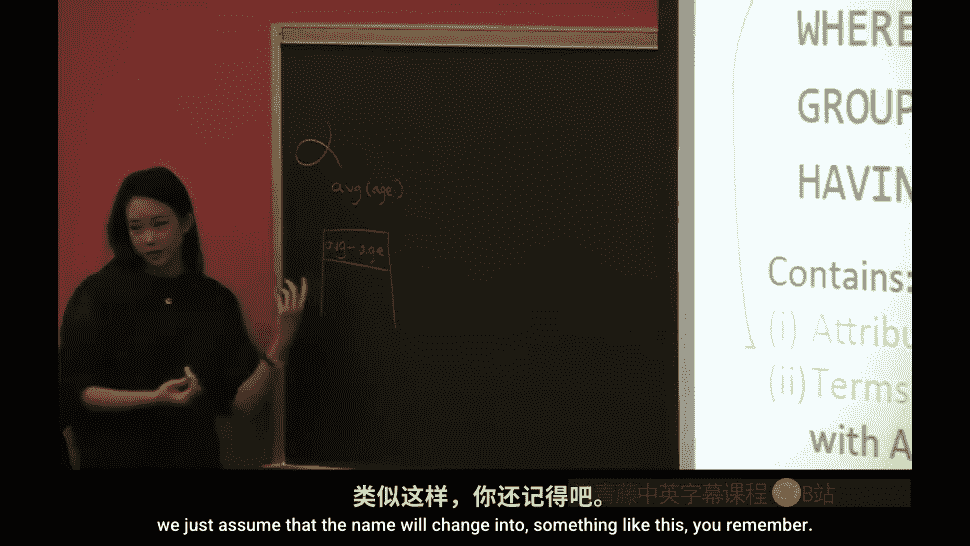 avg(age)
avg-age
WHERE
GROUP
HAVIN
Contains:
(i) Attribu
(ii) Terms
with A
类似这样，你还记得吧。
中英字幕课程
B站
we just assume that the name will change into, something like this, you remember.